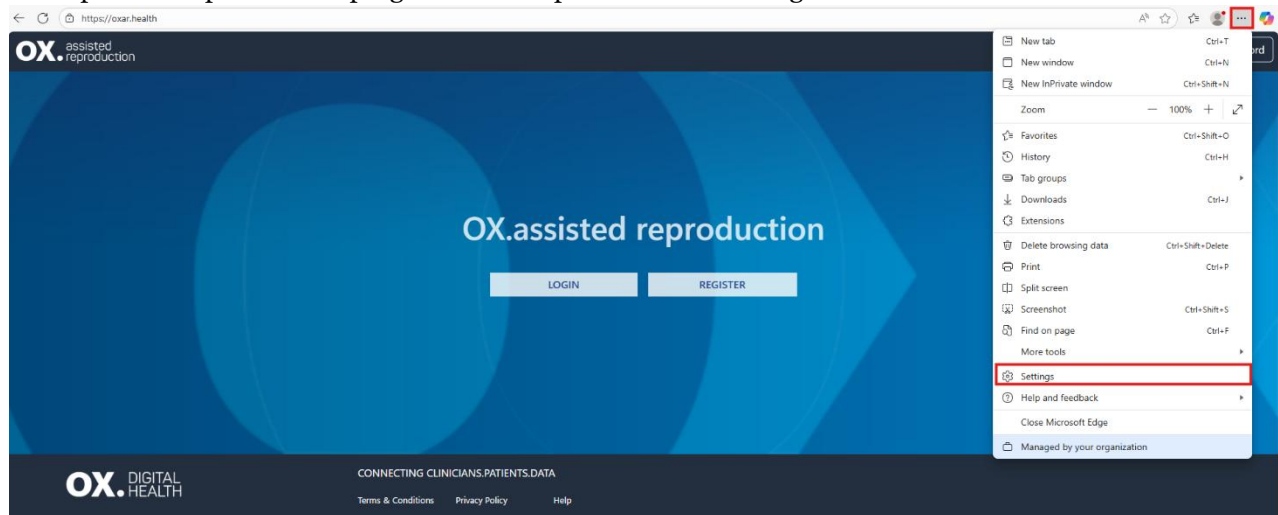 https://oxar.health
OX. assisted
reproduction
New tab Ctrl+T
New window Ctrl+N
New InPrivate window Ctrl+Shift+N
Zoom — 100% +
Favorites Ctrl+Shift+O
History Ctrl+H
Tab groups
Downloads Ctrl+J
Extensions
Delete browsing data Ctrl+Shift+Delete
Print Ctrl+P
Split screen
Screenshot Ctrl+Shift+S
Find on page Ctrl+F
More tools
Settings
Help and feedback
Close Microsoft Edge
Managed by your organization
OX.assisted reproduction
LOGIN REGISTER
OX. DIGITAL
HEALTH
CONNECTING CLINICIANS.PATIENTS.DATA
Terms & Conditions Privacy Policy Help